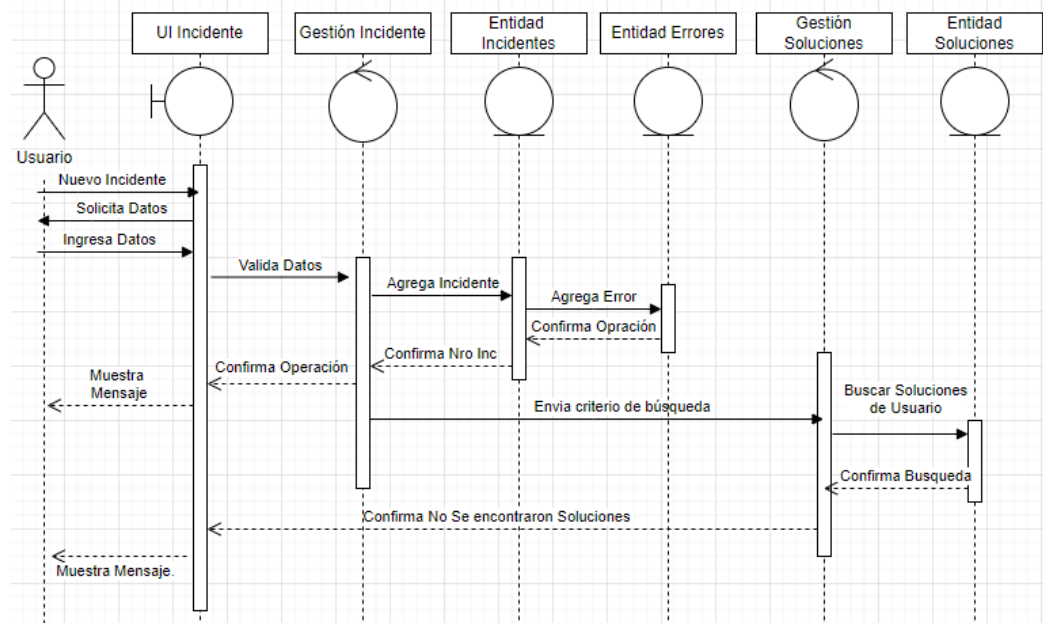 UI Incidente
Gestión Incidente
Entidad
Incidentes
Entidad Errores
Gestión
Soluciones
Entidad
Soluciones
Usuario
Nuevo Incidente
Solicita Datos
Ingresa Datos
Valida Datos
Agrega Incidente
Agrega Error
Confirma Opración
Confirma Nro Inc
Confirma Operación
Muestra
Mensaje
Envia criterio de búsqueda
Buscar Soluciones
de Usuario
Confirma Busqueda
Confirma No Se encontraron Soluciones
Muestra Mensaje.